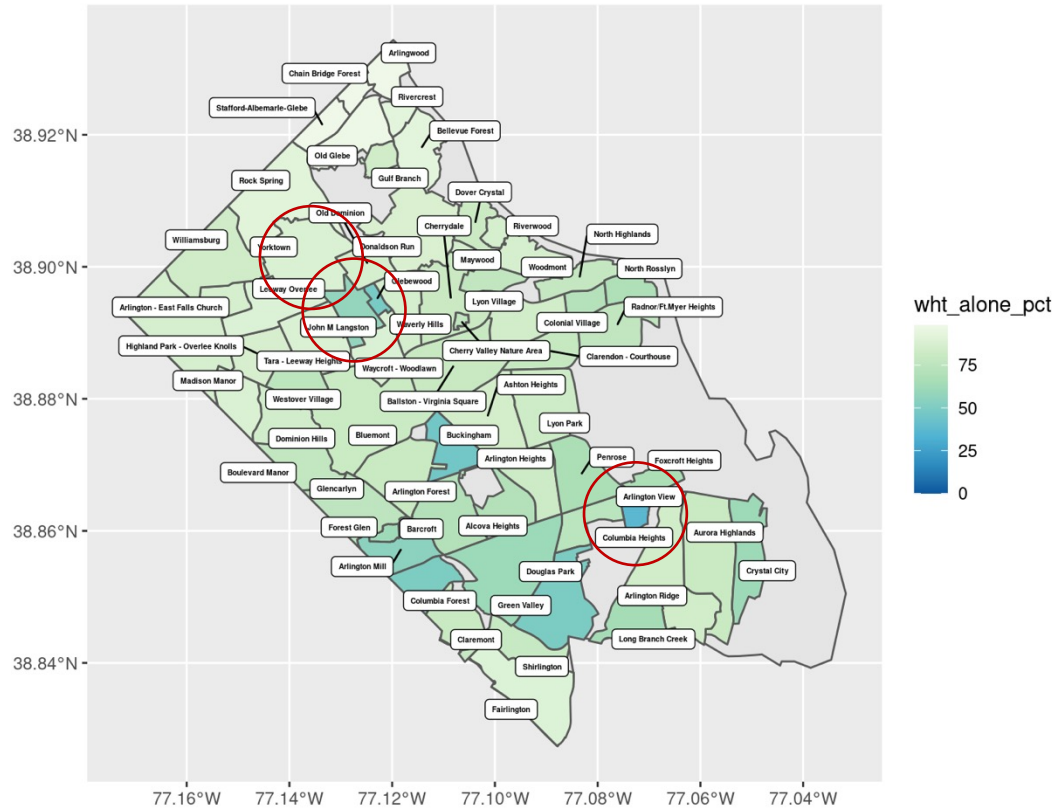 Arlingwood
Chain Bridge Forest
Rivercrest
Stafford-Albemarle-Glebe
38.92°N
Bellevue Forest
Old Glebe
Rock Spring
Gulf Branch
Dover Crystal
Old Dominion
Cherrydale
Riverwood
Williamsburg
Yorktown
Donaldson Run
North Highlands
38.90°N
Maywood
Woodmont
North Rosslyn
Glebewood
Leeway Overlee
Lyon Village
Arlington - East Falls Church
Radnor/Ft.Myer Heights
John M Langston
Waverly Hills
Colonial Village
Highland Park - Overlee Knolls
Cherry Valley Nature Area
Clarendon - Courthouse
Tara - Leeway Heights
Waycroft - Woodlawn
Madison Manor
38.88°N
Ashton Heights
Westover Village
Ballston - Virginia Square
Lyon Park
Dominion Hills
Bluemont
Buckingham
Arlington Heights
Penrose
Foxcroft Heights
Boulevard Manor
Glencarlyn
Arlington Forest
Arlington View
38.86°N
Forest Glen
Barcroft
Alcova Heights
Columbia Heights
Aurora Highlands
Arlington Mill
Douglas Park
Crystal City
Columbia Forest
Green Valley
Arlington Ridge
38.84°N
Claremont
Long Branch Creek
Shirlington
Fairlington
77.16°W
77.14°W
77.12°W
77.10°W
77.08°W
77.06°W
77.04°W
wht_alone_pct
75
50
25
0